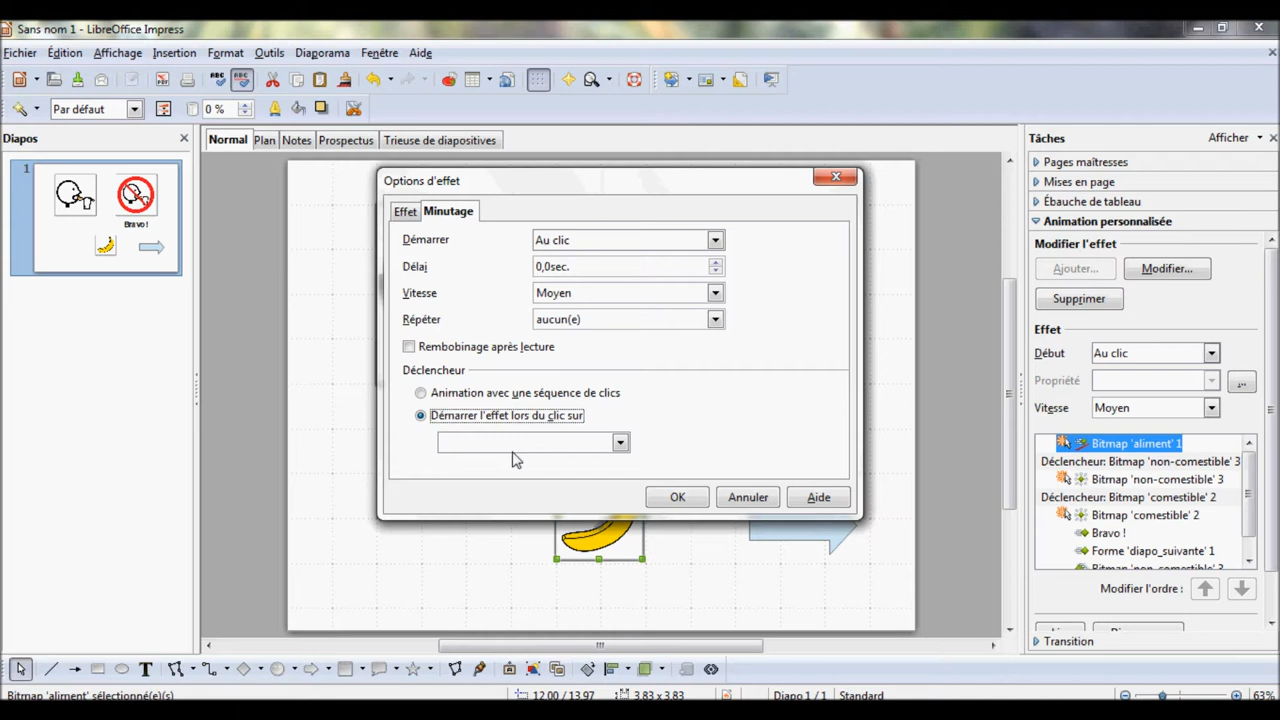 Sans nom 1 - LibreOffice Impress
Fichier Édition Affichage Insertion Format Outils Diaporama Fenêtre Aide
Par défaut 0 %
Diapos
Normal Plan Notes Prospectus Trieuse de diapositives
Tâches Afficher
1
Bravo !
Pages maîtresses
Mises en page
Ébauche de tableau
Animation personnalisée
Modifier l'effet
Ajouter... Modifier...
Supprimer
Effet
Début Au clic
Propriété ...
Vitesse Moyen
Bitmap 'aliment' 1
Déclencheur: Bitmap 'non-comestible' 3
Bitmap 'non-comestible' 3
Déclencheur: Bitmap 'comestible' 2
Bitmap 'comestible' 2
Bravo !
Forme 'diapo_suivante' 1
Bitmap 'non_comestible' 3
Modifier l'ordre :
Transition
Options d'effet
Effet Minutage
Démarrer Au clic
Délai 0,0sec.
Vitesse Moyen
Répéter aucun(e)
Rembobinage après lecture
Déclencheur
Animation avec une séquence de clics
Démarrer l'effet lors du clic sur
OK Annuler Aide
Bitmap 'aliment' sélectionné(e)(s) 12.00 / 13.97 3.83 x 3.83 Diapo 1 / 1 Standard 63%